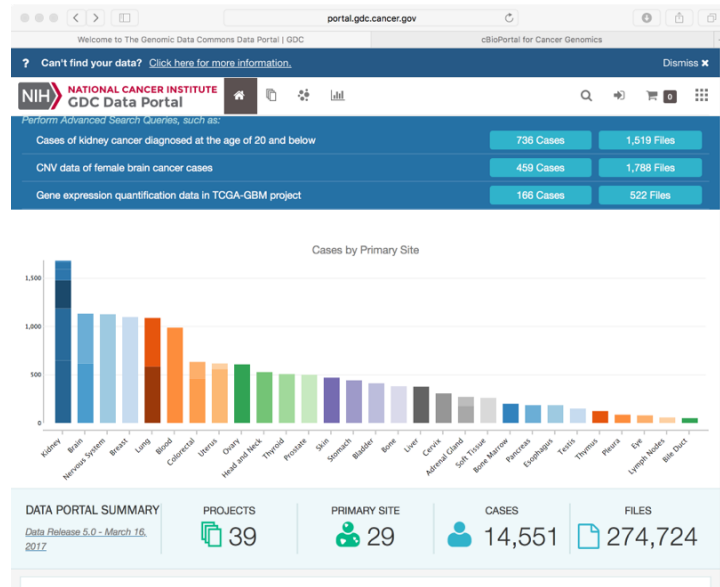 portal.gdc.cancer.gov
Welcome to The Genomic Data Commons Data Portal | GDC
cBioPortal for Cancer Genomics
? Can't find your data? Click here for more information.
Dismiss ✖
NIH NATIONAL CANCER INSTITUTE
GDC Data Portal
0
Perform Advanced Search Queries, such as:
Cases of kidney cancer diagnosed at the age of 20 and below 736 Cases 1,519 Files
CNV data of female brain cancer cases 459 Cases 1,788 Files
Gene expression quantification data in TCGA-GBM project 166 Cases 522 Files
Cases by Primary Site
1,500
1,000
500
0
Kidney
Brain
Nervous System
Breast
Lung
Blood
Colorectal
Uterus
Ovary
Head and Neck
Thyroid
Prostate
Skin
Stomach
Bladder
Bone
Liver
Cervix
Adrenal Gland
Soft Tissue
Bone Marrow
Pancreas
Esophagus
Testis
Thymus
Pleura
Eye
Lymph Nodes
Bile Duct
DATA PORTAL SUMMARY
Data Release 5.0 - March 16,
2017
PROJECTS
39
PRIMARY SITE
29
CASES
14,551
FILES
274,724